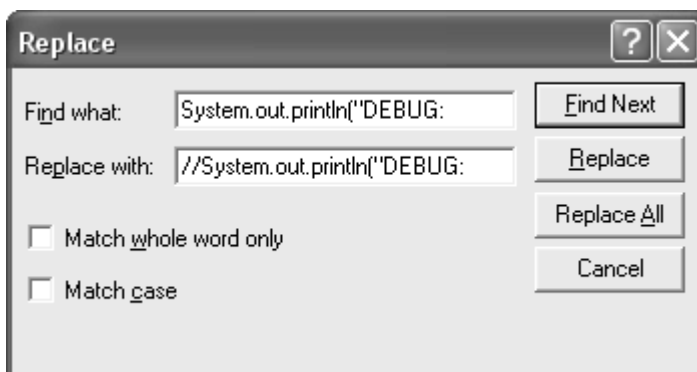 Replace
?
X
Find what: System.out.println("DEBUG: Find Next
Replace with: //System.out.println("DEBUG: Replace
Replace All
Match whole word only
Cancel
Match case